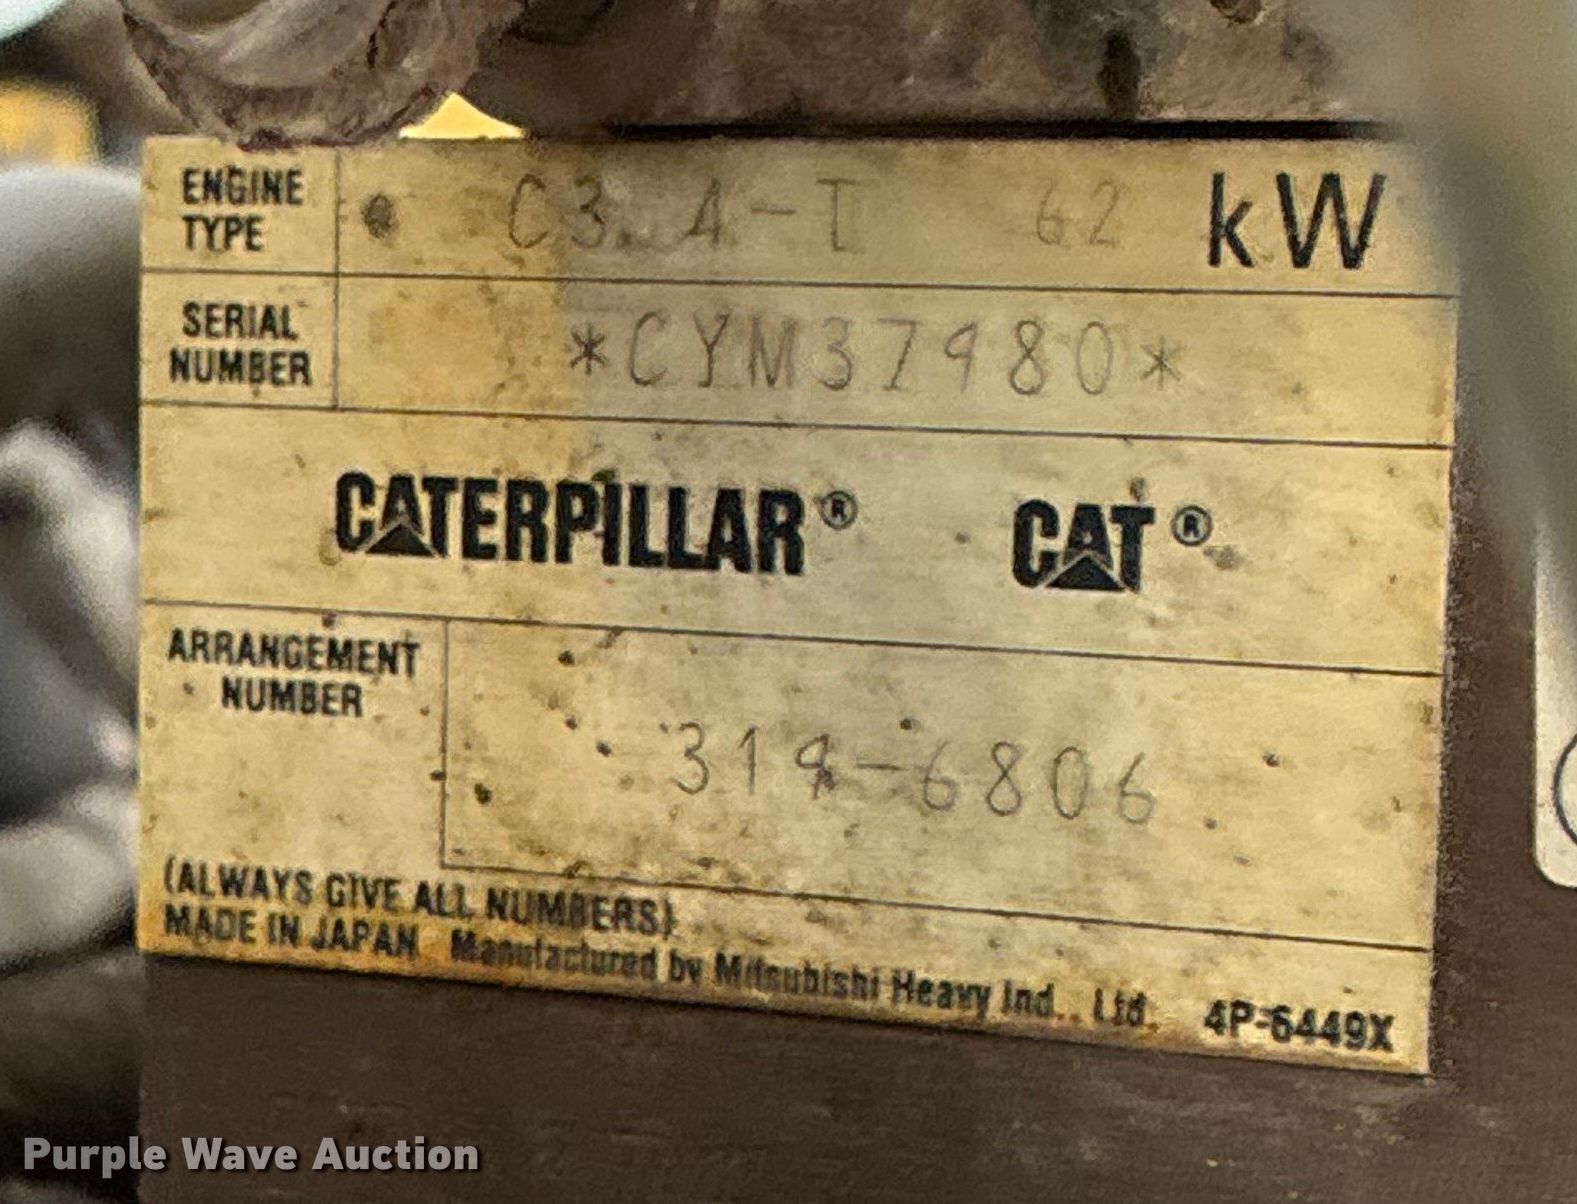 ENGINE TYPE C3.4-T 62 kW
SERIAL NUMBER *CYM37980*
CATERPILLAR® CAT®
ARRANGEMENT NUMBER 319-6806
(ALWAYS GIVE ALL NUMBERS)
MADE IN JAPAN Manufactured by Mitsubishi Heavy Ind., Ltd. 4P-6449X
Purple Wave Auction